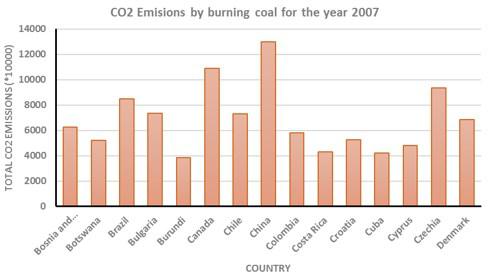 CO2 Emisions by burning coal for the year 2007
TOTAL CO2 EMISSIONS (*10000)
14000
12000
10000
8000
6000
4000
2000
0
Bosnia and...
Botswana
Brazil
Bulgaria
Burundi
Canada
Chile
China
Colombia
Costa Rica
Croatia
Cuba
Cyprus
Czechia
Denmark
COUNTRY